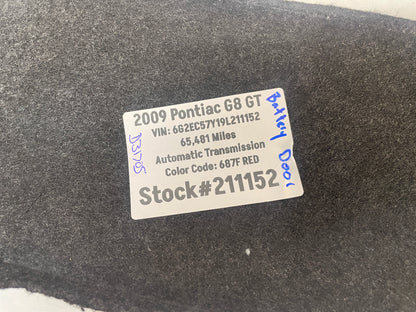 2009 Pontiac G8 GT
VIN: 6G2EC57Y19L211152
65,481 Miles
Automatic Transmission
Color Code: 687F RED
Stock#211152
Battery Door